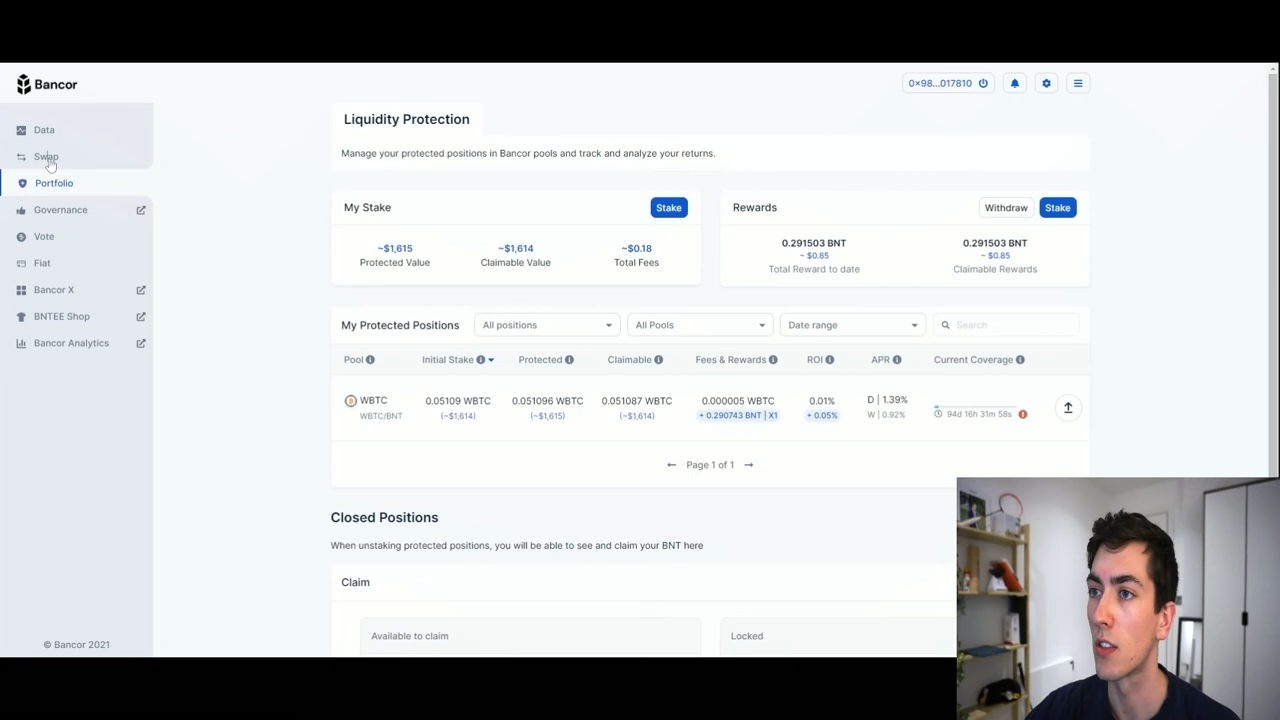 Bancor
0×98...017810
Data
Swap
Portfolio
Governance
Vote
Fiat
Bancor X
BNTEE Shop
Bancor Analytics
© Bancor 2021
Liquidity Protection
Manage your protected positions in Bancor pools and track and analyze your returns.
My Stake Stake
~$1,615 ~$1,614 ~$0.18
Protected Value Claimable Value Total Fees
Rewards Withdraw Stake
0.291503 BNT 0.291503 BNT
~ $0.85 ~ $0.85
Total Reward to date Claimable Rewards
My Protected Positions All positions All Pools Date range Search
Pool Initial Stake Protected Claimable Fees & Rewards ROI APR Current Coverage
WBTC 0.05109 WBTC 0.051096 WBTC 0.051087 WBTC 0.000005 WBTC 0.01% D | 1.39%
WBTC/BNT (~$1,614) (~$1,615) (~$1,614) + 0.290743 BNT | X1 + 0.05% W | 0.92% 94d 16h 31m 58s
← Page 1 of 1 →
Closed Positions
When unstaking protected positions, you will be able to see and claim your BNT here
Claim
Available to claim Locked